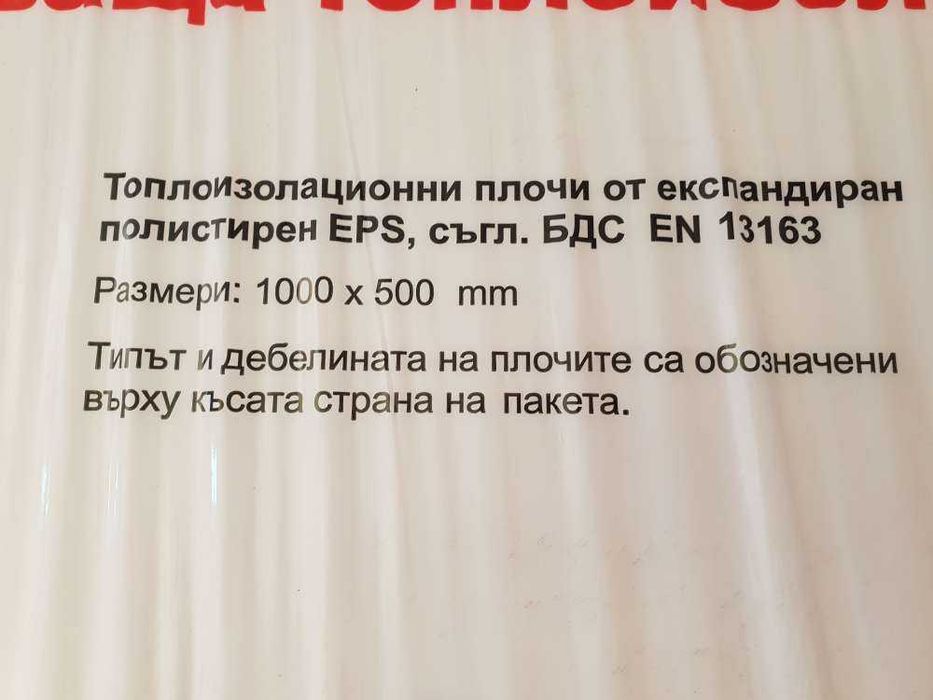 Топлоизолационни плочи от експандиран
полистирен EPS, съгл. БДС EN 13163
Размери: 1000 x 500 mm
Типът и дебелината на плочите са обозначени
върху късата страна на пакета.